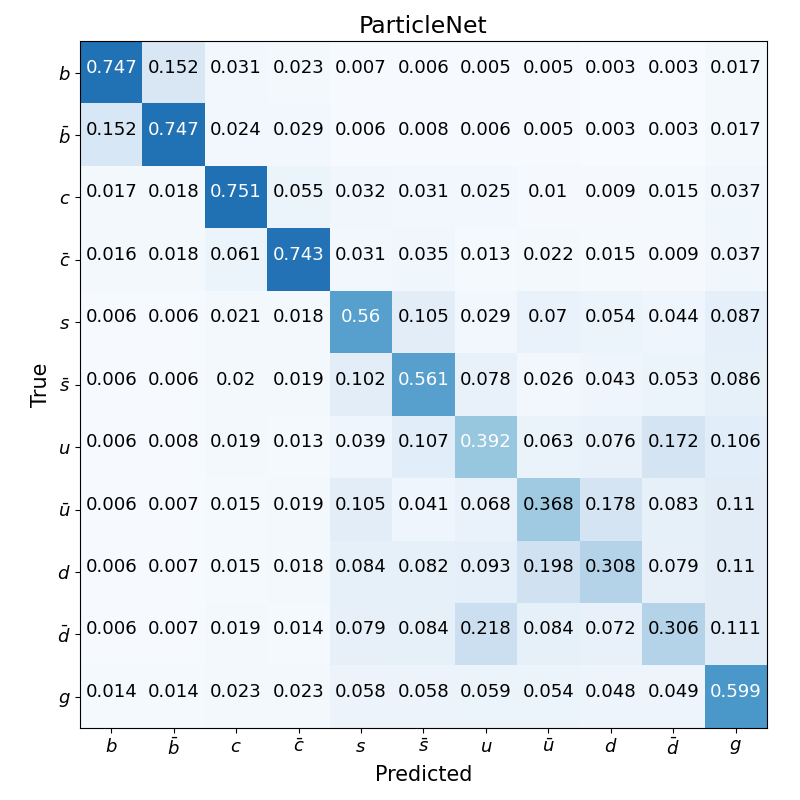 ParticleNet
b 0.747 0.152 0.031 0.023 0.007 0.006 0.005 0.005 0.003 0.003 0.017
b̄ 0.152 0.747 0.024 0.029 0.006 0.008 0.006 0.005 0.003 0.003 0.017
c 0.017 0.018 0.751 0.055 0.032 0.031 0.025 0.01 0.009 0.015 0.037
c̄ 0.016 0.018 0.061 0.743 0.031 0.035 0.013 0.022 0.015 0.009 0.037
s 0.006 0.006 0.021 0.018 0.56 0.105 0.029 0.07 0.054 0.044 0.087
s̄ 0.006 0.006 0.02 0.019 0.102 0.561 0.078 0.026 0.043 0.053 0.086
u 0.006 0.008 0.019 0.013 0.039 0.107 0.392 0.063 0.076 0.172 0.106
ū 0.006 0.007 0.015 0.019 0.105 0.041 0.068 0.368 0.178 0.083 0.11
d 0.006 0.007 0.015 0.018 0.084 0.082 0.093 0.198 0.308 0.079 0.11
d̄ 0.006 0.007 0.019 0.014 0.079 0.084 0.218 0.084 0.072 0.306 0.111
g 0.014 0.014 0.023 0.023 0.058 0.058 0.059 0.054 0.048 0.049 0.599
b b̄ c c̄ s s̄ u ū d d̄ g
Predicted
True